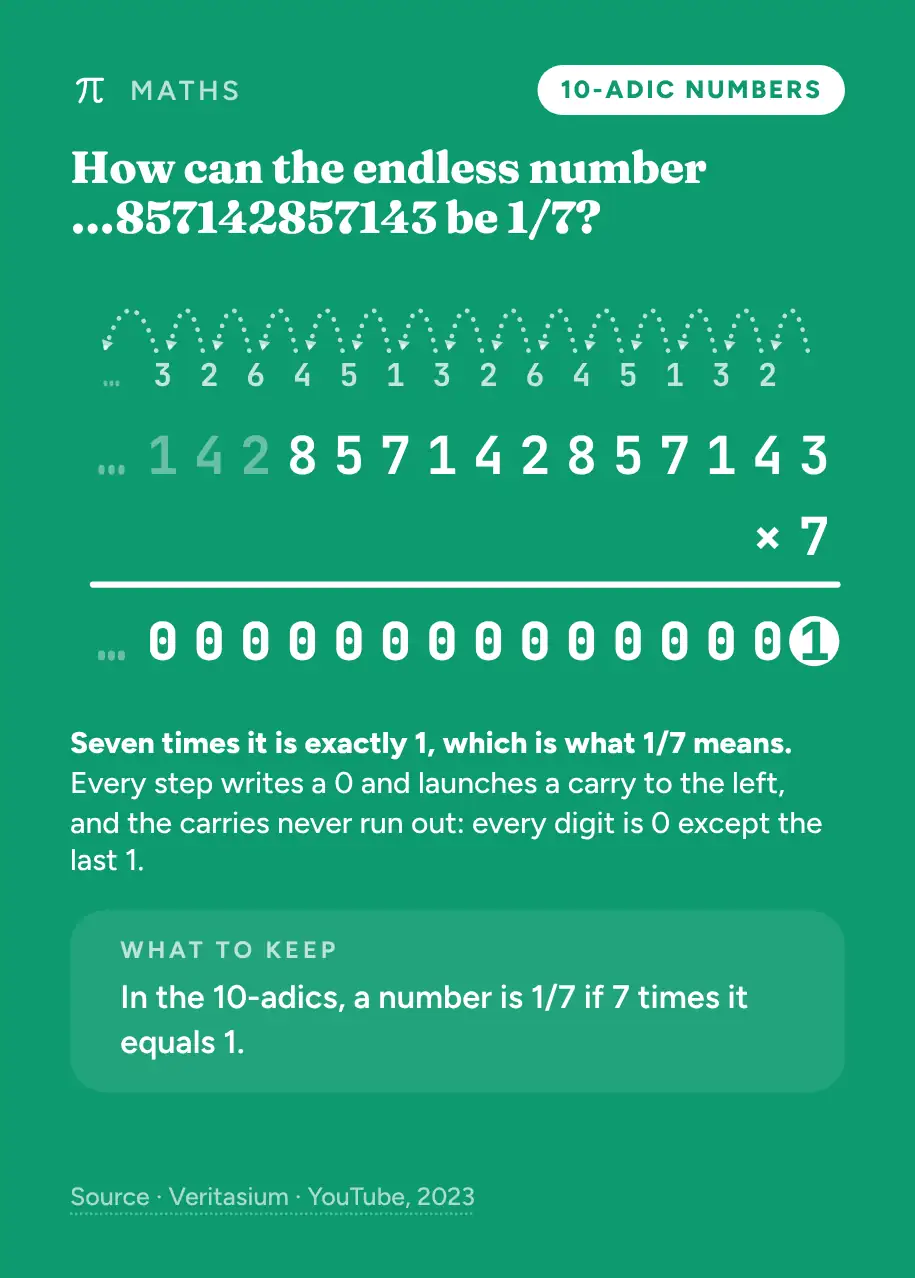 π MATHS
10-ADIC NUMBERS
How can the endless number
...857142857143 be 1/7?
... 3 2 6 4 5 1 3 2 6 4 5 1 3 2
... 1 4 2 8 5 7 1 4 2 8 5 7 1 4 3
× 7
... 0 0 0 0 0 0 0 0 0 0 0 0 0 0 1
Seven times it is exactly 1, which is what 1/7 means.
Every step writes a 0 and launches a carry to the left,
and the carries never run out: every digit is 0 except the
last 1.
WHAT TO KEEP
In the 10-adics, a number is 1/7 if 7 times it
equals 1.
Source · Veritasium · YouTube, 2023